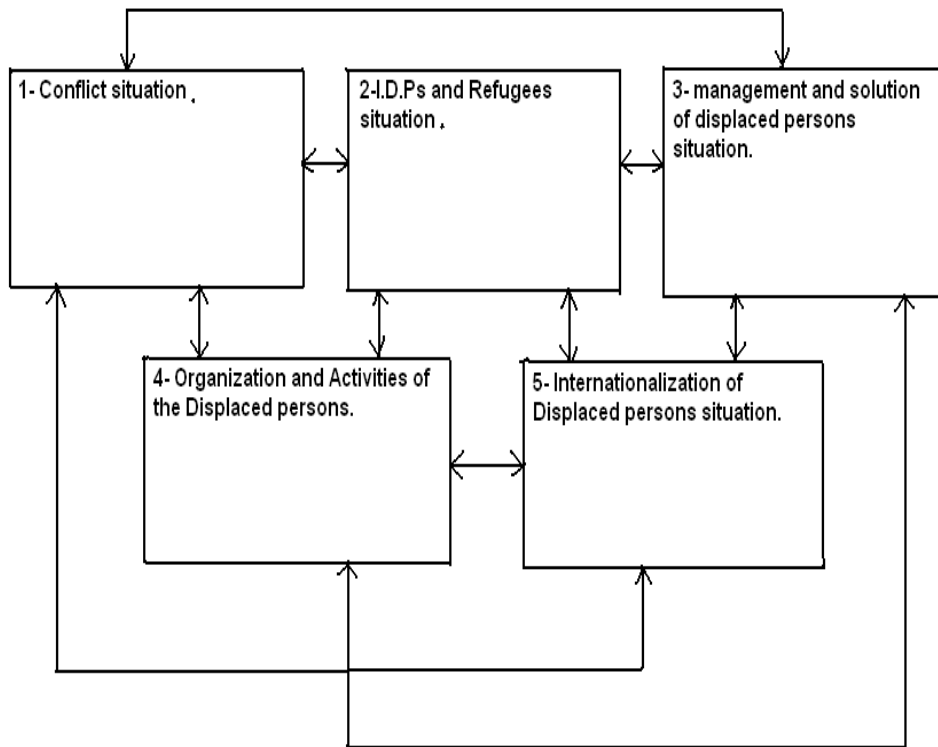 1- Conflict situation .
2-I.D.Ps and Refugees
situation .
3- management and solution
of displaced persons
situation.
4- Organization and Activities of
the Displaced persons.
5- Internationalization of
Displaced persons situation.